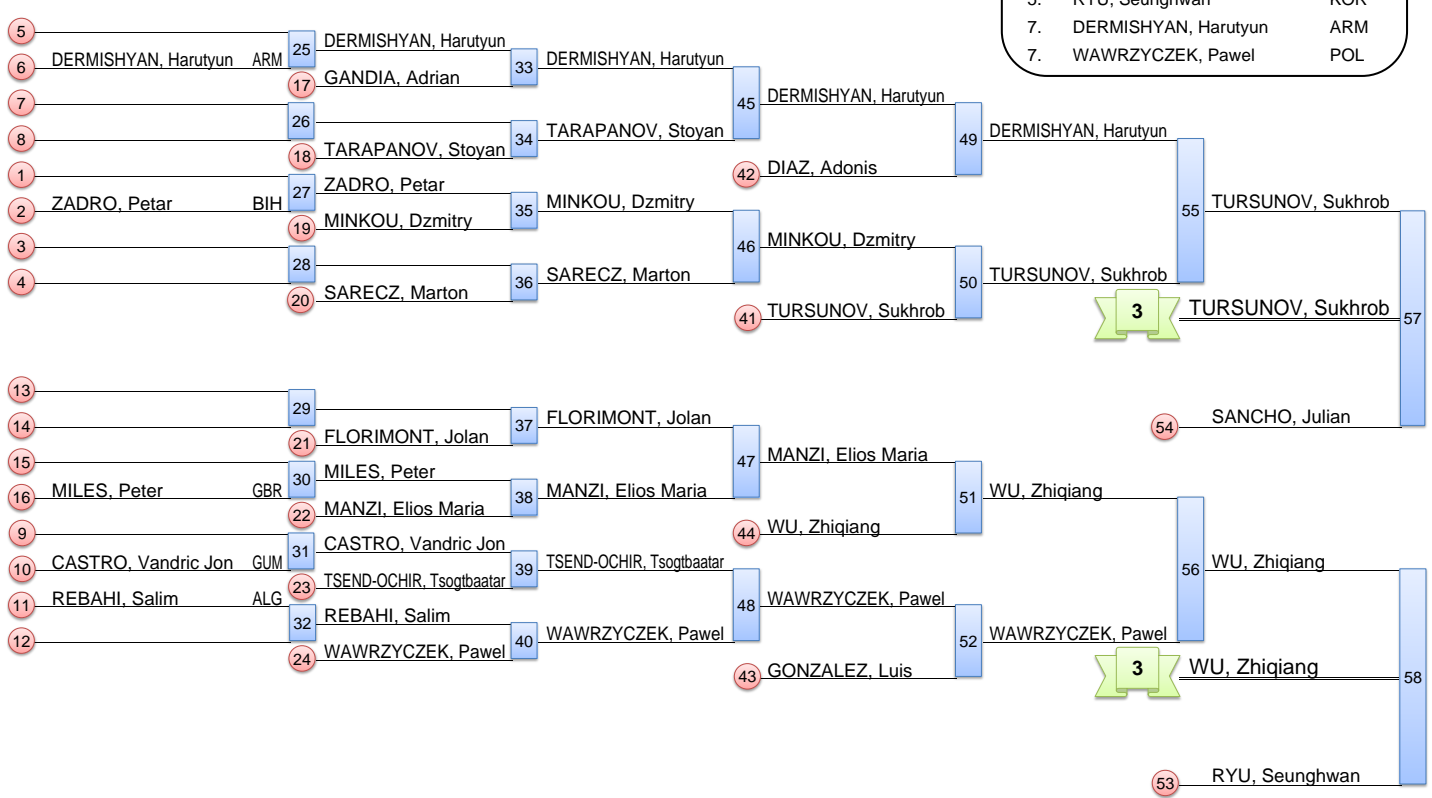 5. RYU, Seunghwan KOR
7. DERMISHYAN, Harutyun ARM
7. WAWRZYCZEK, Pawel POL
5
6 DERMISHYAN, Harutyun ARM
25 DERMISHYAN, Harutyun
17 GANDIA, Adrian
33 DERMISHYAN, Harutyun
7
8
26
18 TARAPANOV, Stoyan
34 TARAPANOV, Stoyan
45 DERMISHYAN, Harutyun
42 DIAZ, Adonis
49 DERMISHYAN, Harutyun
1
2 ZADRO, Petar BIH
27 ZADRO, Petar
19 MINKOU, Dzmitry
35 MINKOU, Dzmitry
3
4
28
20 SARECZ, Marton
36 SARECZ, Marton
46 MINKOU, Dzmitry
41 TURSUNOV, Sukhrob
50 TURSUNOV, Sukhrob
55 TURSUNOV, Sukhrob
3 TURSUNOV, Sukhrob
57
54 SANCHO, Julian
13
14
29
21 FLORIMONT, Jolan
37 FLORIMONT, Jolan
15
16 MILES, Peter GBR
30 MILES, Peter
22 MANZI, Elios Maria
38 MANZI, Elios Maria
47 MANZI, Elios Maria
44 WU, Zhiqiang
51 WU, Zhiqiang
9
10 CASTRO, Vandric Jon GUM
31 CASTRO, Vandric Jon
23 TSEND-OCHIR, Tsogtbaatar
39 TSEND-OCHIR, Tsogtbaatar
11 REBAHI, Salim ALG
12
32 REBAHI, Salim
24 WAWRZYCZEK, Pawel
40 WAWRZYCZEK, Pawel
48 WAWRZYCZEK, Pawel
43 GONZALEZ, Luis
52 WAWRZYCZEK, Pawel
56 WU, Zhiqiang
3 WU, Zhiqiang
58
53 RYU, Seunghwan